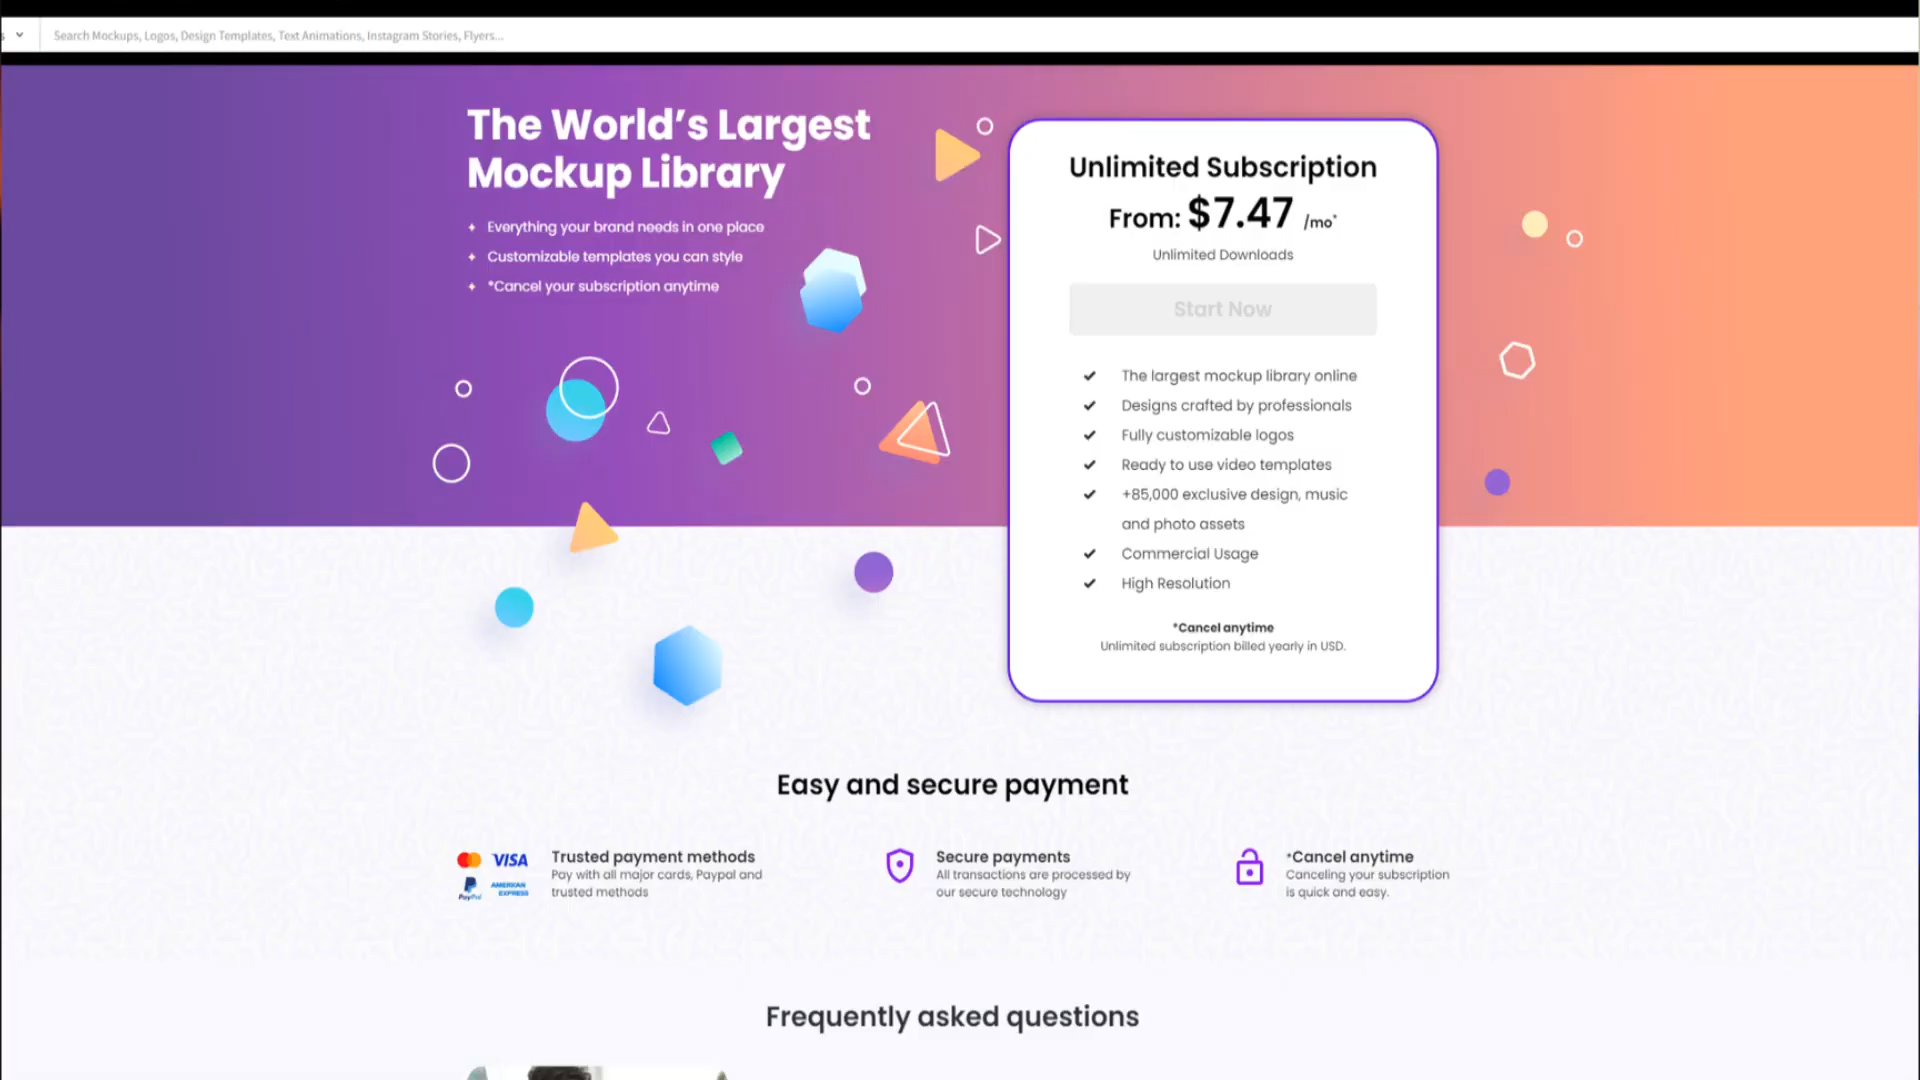 s
Search Mockups, Logos, Design Templates, Text Animations, Instagram Stories, Flyers...
The World’s Largest
Mockup Library
Everything your brand needs in one place
Customizable templates you can style
*Cancel your subscription anytime
Unlimited Subscription
From: $7.47 /mo*
Unlimited Downloads
Start Now
The largest mockup library online
Designs crafted by professionals
Fully customizable logos
Ready to use video templates
+85,000 exclusive design, music
and photo assets
Commercial Usage
High Resolution
*Cancel anytime
Unlimited subscription billed yearly in USD.
Easy and secure payment
VISA
PayPal
AMERICAN
EXPRESS
Trusted payment methods
Pay with all major cards, Paypal and
trusted methods
Secure payments
All transactions are processed by
our secure technology
*Cancel anytime
Canceling your subscription
is quick and easy.
Frequently asked questions